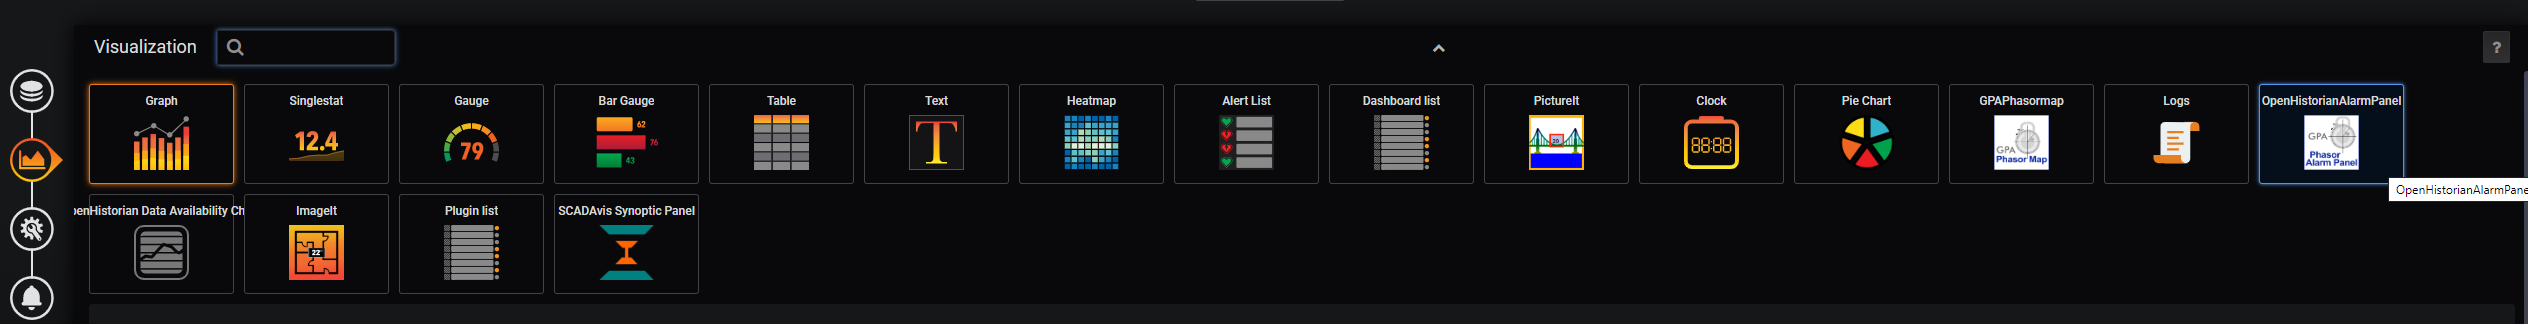 Visualization
?
Graph
Singlestat
12.4
Gauge
79
Bar Gauge
62
76
43
Table
Text
T
Heatmap
Alert List
Dashboard list
PictureIt
20
Clock
88:88
Pie Chart
GPAPhasormap
GPA
Phasor Map
Logs
OpenHistorianAlarmPanel
GPA
Phasor
Alarm Panel
OpenHistorianAlarmPane
enHistorian Data Availability Ch
ImageIt
22°
Plugin list
SCADAvis Synoptic Panel